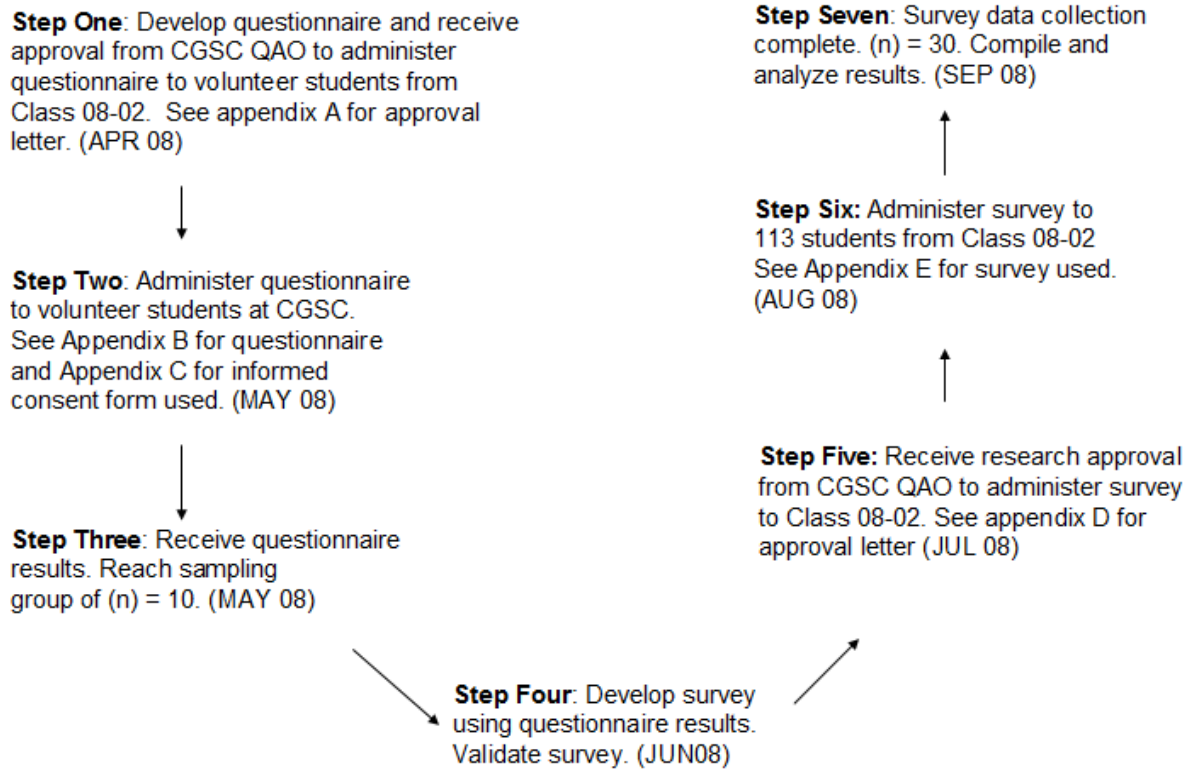 Step One: Develop questionnaire and receive
approval from CGSC QAO to administer
questionnaire to volunteer students from
Class 08-02. See appendix A for approval
letter. (APR 08)
Step Two: Administer questionnaire
to volunteer students at CGSC.
See Appendix B for questionnaire
and Appendix C for informed
consent form used. (MAY 08)
Step Three: Receive questionnaire
results. Reach sampling
group of (n) = 10. (MAY 08)
Step Four: Develop survey
using questionnaire results.
Validate survey. (JUN08)
Step Five: Receive research approval
from CGSC QAO to administer survey
to Class 08-02. See appendix D for
approval letter (JUL 08)
Step Six: Administer survey to
113 students from Class 08-02
See Appendix E for survey used.
(AUG 08)
Step Seven: Survey data collection
complete. (n) = 30. Compile and
analyze results. (SEP 08)